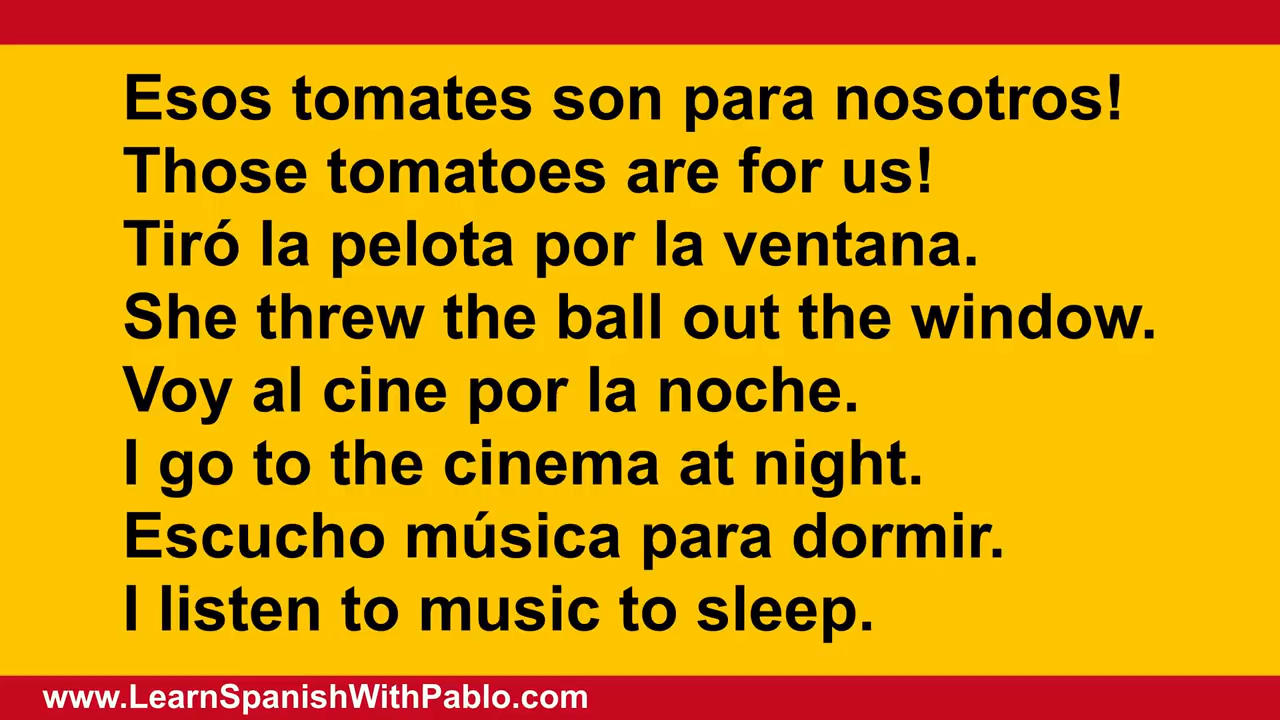 Esos tomates son para nosotros!
Those tomatoes are for us!
Tiró la pelota por la ventana.
She threw the ball out the window.
Voy al cine por la noche.
I go to the cinema at night.
Escucho música para dormir.
I listen to music to sleep.
www.LearnSpanishWithPablo.com